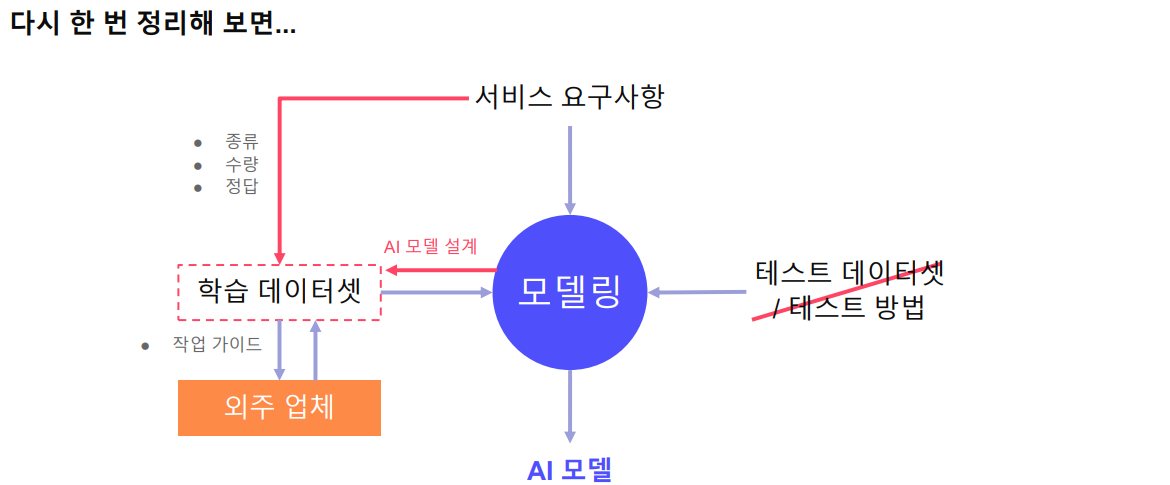 다시 한 번 정리해 보면...
서비스 요구사항
● 종류
● 수량
● 정답
AI 모델 설계
학습 데이터셋
모델링
테스트 데이터셋
/ 테스트 방법
● 작업 가이드
외주 업체
AI 모델